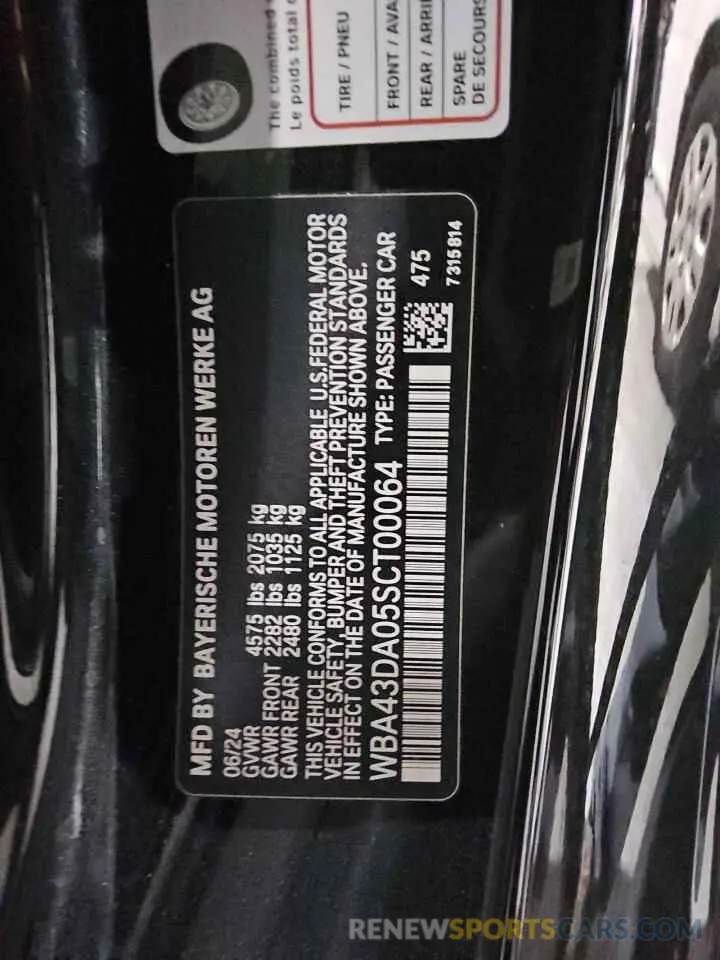 The combined
Le poids total
TIRE / PNEU
FRONT / AVA
REAR / ARRI
SPARE
DE SECOURS
MFD BY BAYERISCHE MOTOREN WERKE AG
06/24
GVWR 4575 lbs 2075 kg
GAWR FRONT 2282 lbs 1035 kg
GAWR REAR 2480 lbs 1125 kg
THIS VEHICLE CONFORMS TO ALL APPLICABLE U.S.FEDERAL MOTOR
VEHICLE SAFETY, BUMPER AND THEFT PREVENTION STANDARDS
IN EFFECT ON THE DATE OF MANUFACTURE SHOWN ABOVE.
WBA43DA05SCT00064 TYPE: PASSENGER CAR
475
7315814
RENEWSPORTSCARS.COM